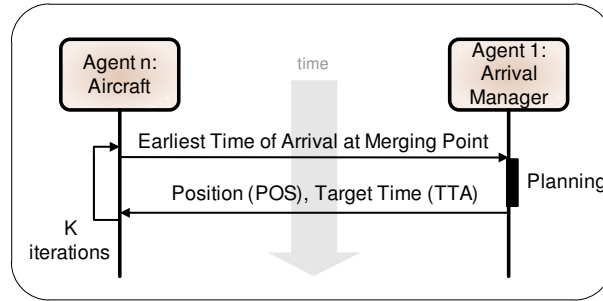 Agent n:
Aircraft
time
Agent 1:
Arrival
Manager
Earliest Time of Arrival at Merging Point
Planning
Position (POS), Target Time (TTA)
K
iterations